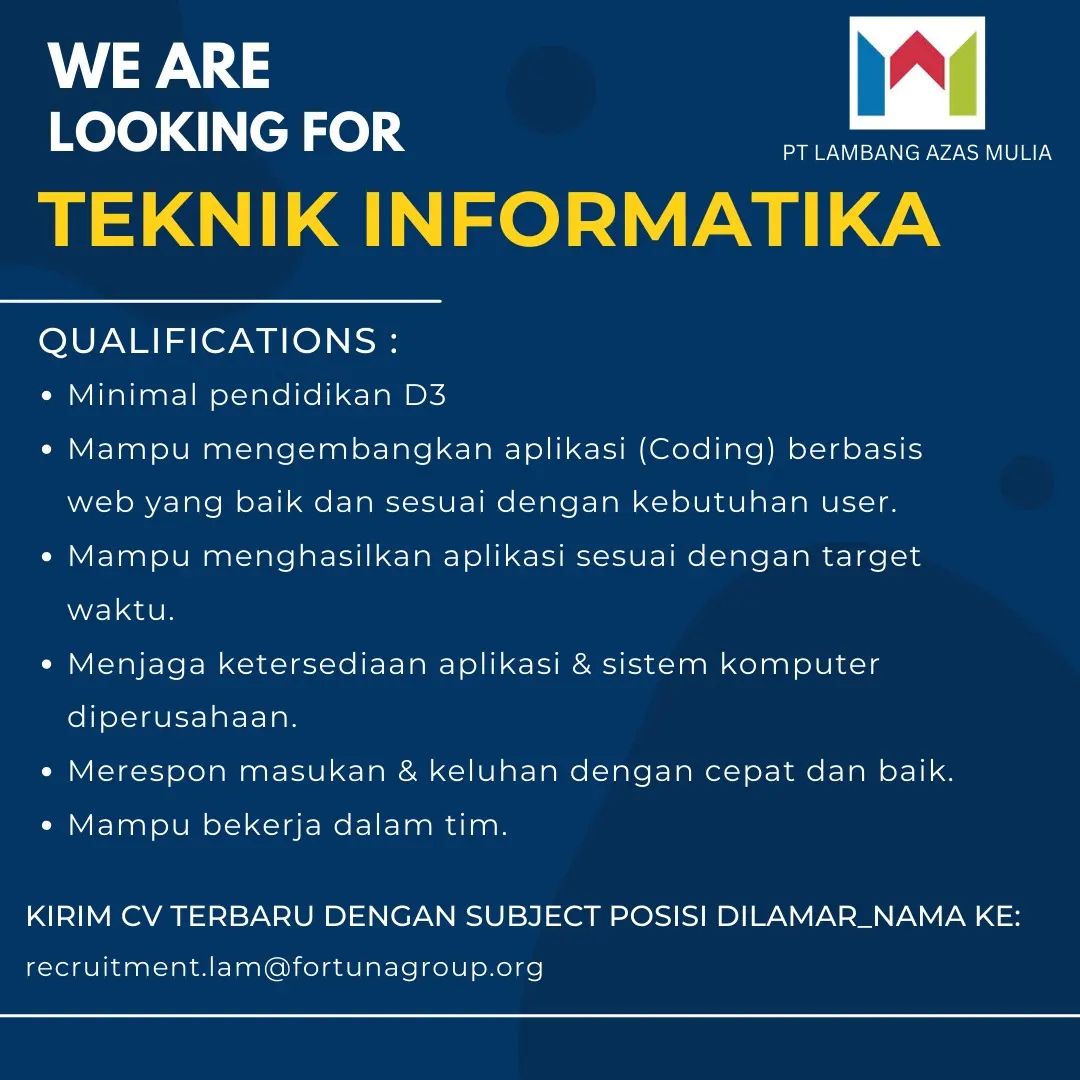 WE ARE
LOOKING FOR
PT LAMBANG AZAS MULIA
TEKNIK INFORMATIKA
QUALIFICATIONS :
• Minimal pendidikan D3
• Mampu mengembangkan aplikasi (Coding) berbasis
web yang baik dan sesuai dengan kebutuhan user.
• Mampu menghasilkan aplikasi sesuai dengan target
waktu.
• Menjaga ketersediaan aplikasi & sistem komputer
diperusahaan.
• Merespon masukan & keluhan dengan cepat dan baik.
• Mampu bekerja dalam tim.
KIRIM CV TERBARU DENGAN SUBJECT POSISI DILAMAR_NAMA KE:
recruitment.lam@fortunagroup.org